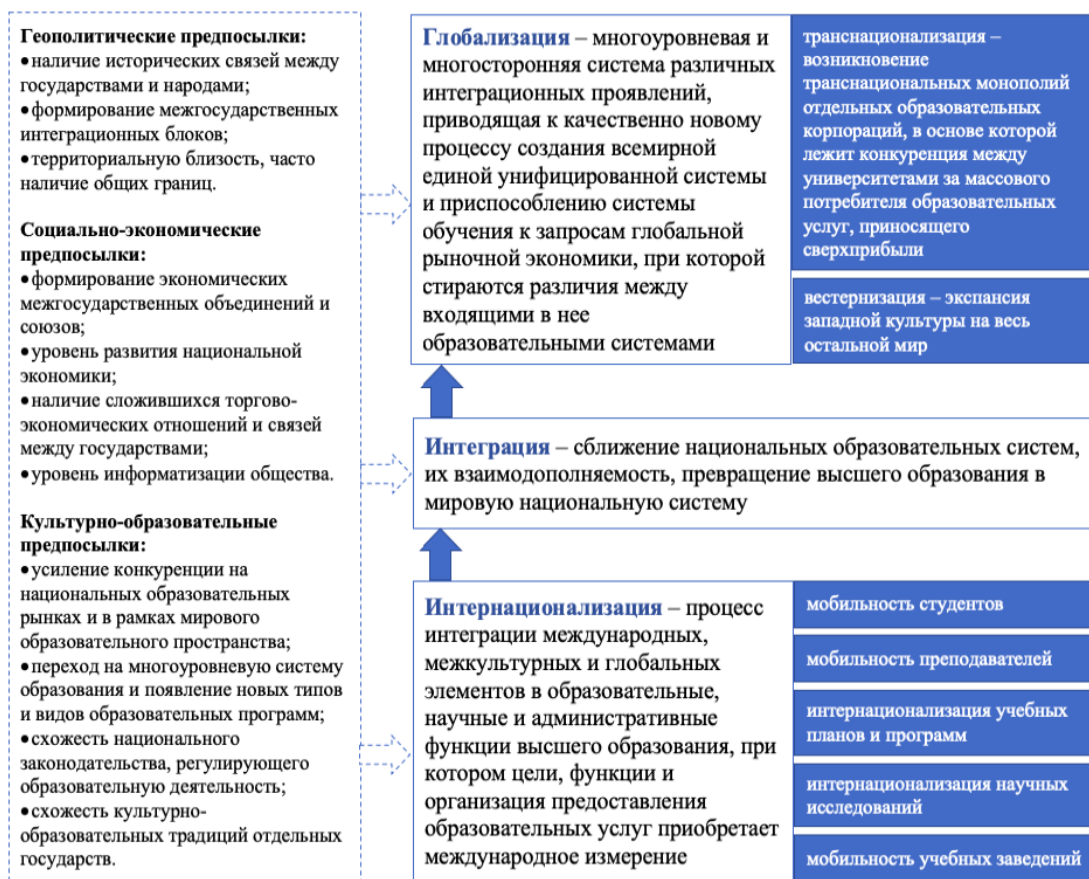 Геополитические предпосылки:
•наличие исторических связей между
государствами и народами;
•формирование межгосударственных
интеграционных блоков;
•территориальную близость, часто
наличие общих границ.
Социально-экономические
предпосылки:
•формирование экономических
межгосударственных объединений и
союзов;
•уровень развития национальной
экономики;
•наличие сложившихся торгово-
экономических отношений и связей
между государствами;
•уровень информатизации общества.
Культурно-образовательные
предпосылки:
•усиление конкуренции на
национальных образовательных
рынках и в рамках мирового
образовательного пространства;
•переход на многоуровневую систему
образования и появление новых типов
и видов образовательных программ;
•схожесть национального
законодательства, регулирующего
образовательную деятельность;
•схожесть культурно-
образовательных традиций отдельных
государств.
Глобализация – многоуровневая и
многосторонняя система различных
интеграционных проявлений,
приводящая к качественно новому
процессу создания всемирной
единой унифицированной системы
и приспособлению системы
обучения к запросам глобальной
рыночной экономики, при которой
стираются различия между
входящими в нее
образовательными системами
транснационализация –
возникновение
транснациональных монополий
отдельных образовательных
корпораций, в основе которой
лежит конкуренция между
университетами за массового
потребителя образовательных
услуг, приносящего
сверхприбыли
вестернизация – экспансия
западной культуры на весь
остальной мир
Интеграция – сближение национальных образовательных систем,
их взаимодополняемость, превращение высшего образования в
мировую национальную систему
Интернационализация – процесс
интеграции международных,
межкультурных и глобальных
элементов в образовательные,
научные и административные
функции высшего образования, при
котором цели, функции и
организация предоставления
образовательных услуг приобретает
международное измерение
мобильность студентов
мобильность преподавателей
интернационализация учебных
планов и программ
интернационализация научных
исследований
мобильность учебных заведений